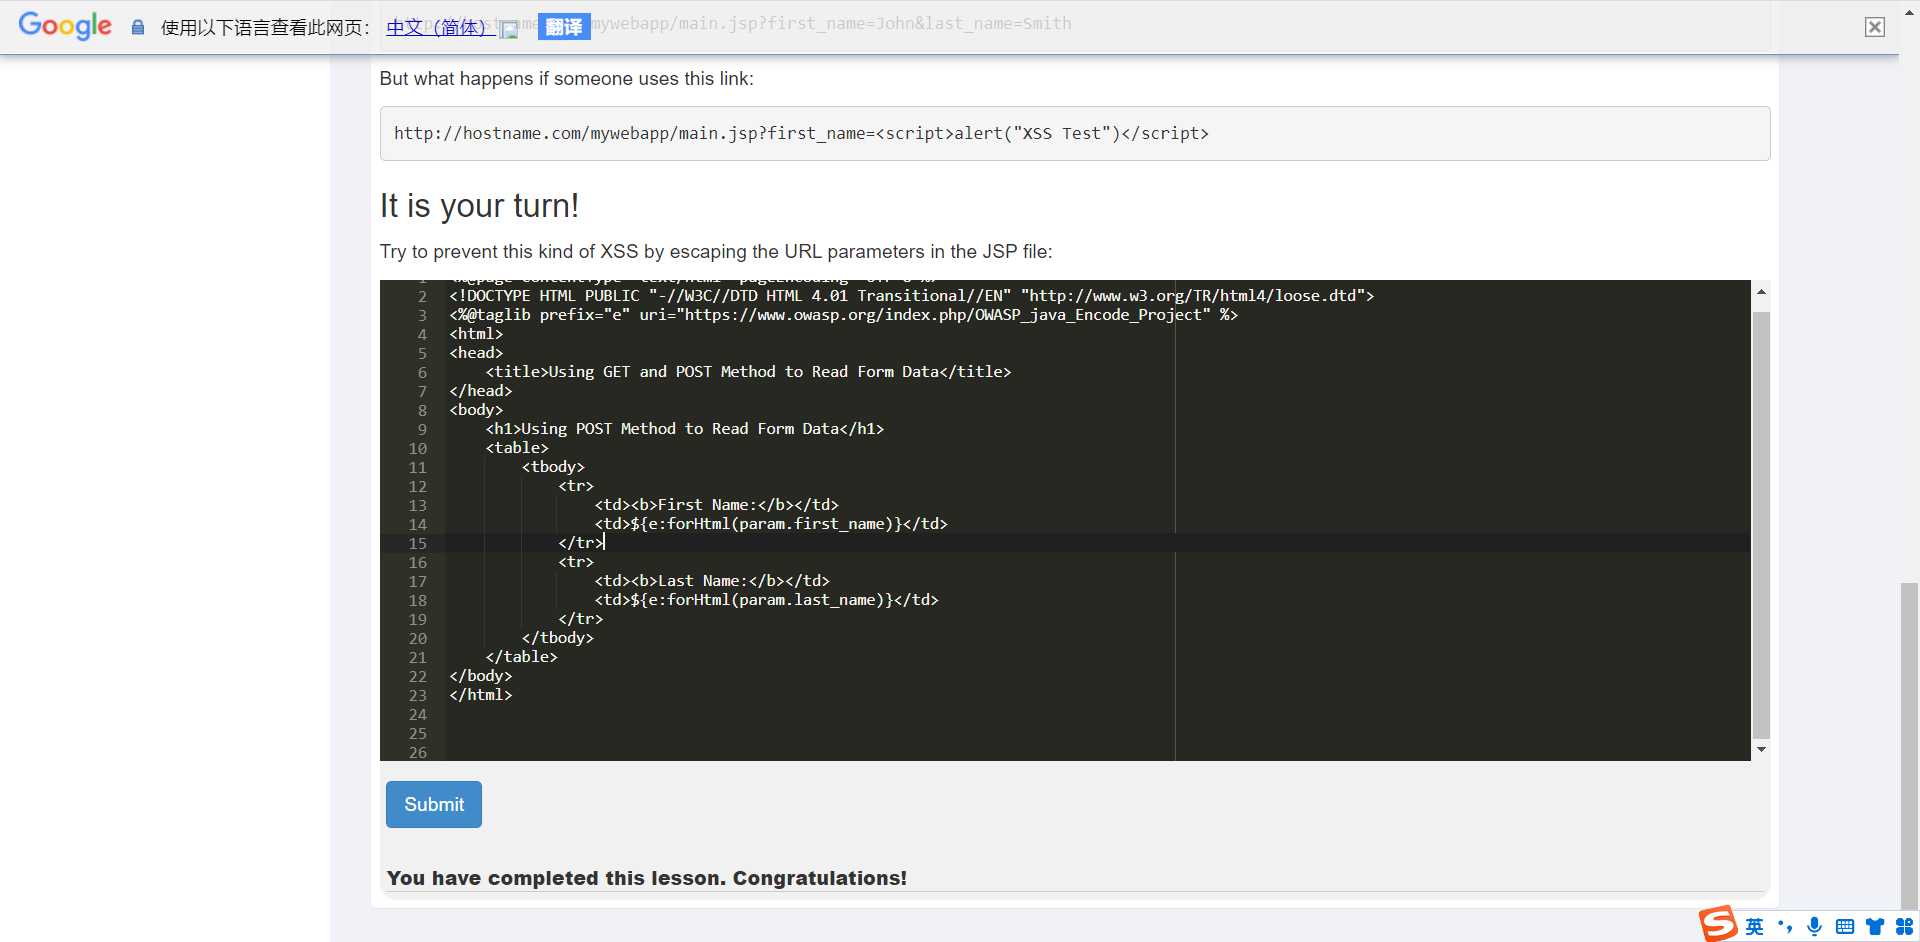 Google 使用以下语言查看此网页： 中文（简体） 翻译
mywebapp/main.jsp?first_name=John&last_name=Smith
But what happens if someone uses this link:
http://hostname.com/mywebapp/main.jsp?first_name=<script>alert("XSS Test")</script>
It is your turn!
Try to prevent this kind of XSS by escaping the URL parameters in the JSP file:
2 <!DOCTYPE HTML PUBLIC "-//W3C//DTD HTML 4.01 Transitional//EN" "http://www.w3.org/TR/html4/loose.dtd">
3 <%@taglib prefix="e" uri="https://www.owasp.org/index.php/OWASP_java_Encode_Project" %>
4 <html>
5 <head>
6 <title>Using GET and POST Method to Read Form Data</title>
7 </head>
8 <body>
9 <h1>Using POST Method to Read Form Data</h1>
10 <table>
11 <tbody>
12 <tr>
13 <td><b>First Name:</b></td>
14 <td>${e:forHtml(param.first_name)}</td>
15 </tr>
16 <tr>
17 <td><b>Last Name:</b></td>
18 <td>${e:forHtml(param.last_name)}</td>
19 </tr>
20 </tbody>
21 </table>
22 </body>
23 </html>
24
25
26
Submit
You have completed this lesson. Congratulations!
S 英